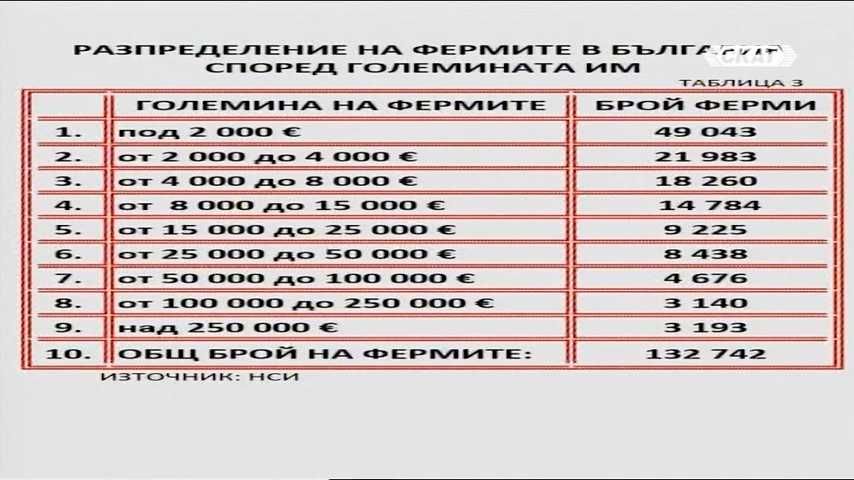 РАЗПРЕДЕЛЕНИЕ НА ФЕРМИТЕ В
СКАТ
СПОРЕД ГОЛЕМИНАТА ИМ
ТАБЛИЦА 3
ГОЛЕМИНА НА ФЕРМИТЕ БРОЙ ФЕРМИ
1. под 2 000 € 49 043
2. от 2 000 до 4 000 € 21 983
3. от 4 000 до 8 000 € 18 260
4. от 8 000 до 15 000 € 14 784
5. от 15 000 до 25 000 € 9 225
6. от 25 000 до 50 000 € 8 438
7. от 50 000 до 100 000 € 4 676
8. от 100 000 до 250 000 € 3 140
9. над 250 000 € 3 193
10. ОБЩ БРОЙ НА ФЕРМИТЕ: 132 742
ИЗТОЧНИК: НСИ